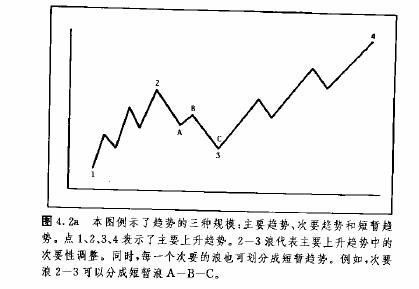 4
2
B
A
C
3
1
图4.2a 本图例示了趋势的三种规模:主要趋势、次要趋势和短暂趋
势。点1、2、3、4表示了主要上升趋势。2—3浪代表主要上升趋势中的
次要性调整。同时,每一个次要的浪也可划分成短暂趋势。例如,次要
浪2—3可以分成短暂浪A—B—C。